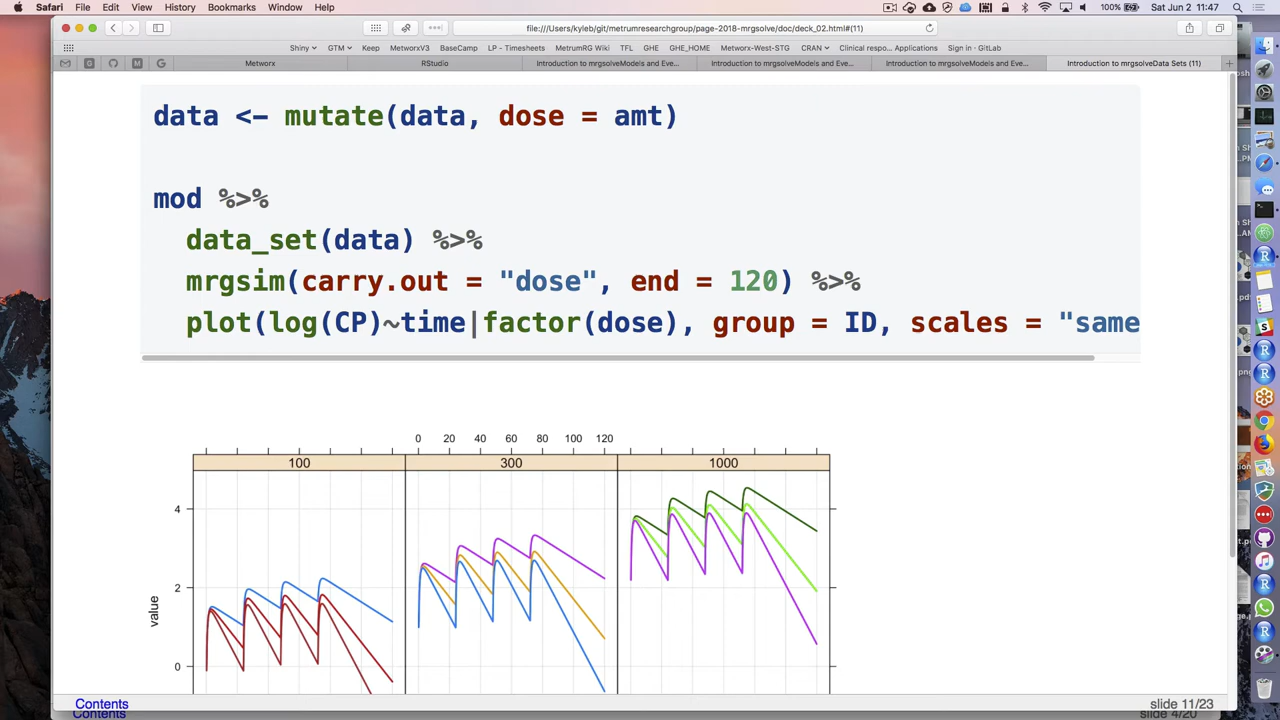 Safari File Edit View History Bookmarks Window Help 100% Sat Jun 2 11:47
file:///Users/kyleb/git/metrumresearchgroup/page-2018-mrgsolve/doc/deck_02.html#(11)
Shiny GTM Keep MetworxV3 BaseCamp LP - Timesheets MetrumRG Wiki TFL GHE GHE_HOME Metworx-West-STG CRAN Clinical respo... Applications Sign in · GitLab
Metworx RStudio Introduction to mrgsolveModels and Eve... Introduction to mrgsolveModels and Eve... Introduction to mrgsolveModels and Eve... Introduction to mrgsolveData Sets (11)
data <- mutate(data, dose = amt)
mod %>%
data_set(data) %>%
mrgsim(carry.out = "dose", end = 120) %>%
plot(log(CP)~time|factor(dose), group = ID, scales = "same
0 20 40 60 80 100 120
100 300 1000
4
2
value
0
Contents slide 11/23
Contents slide 4/20